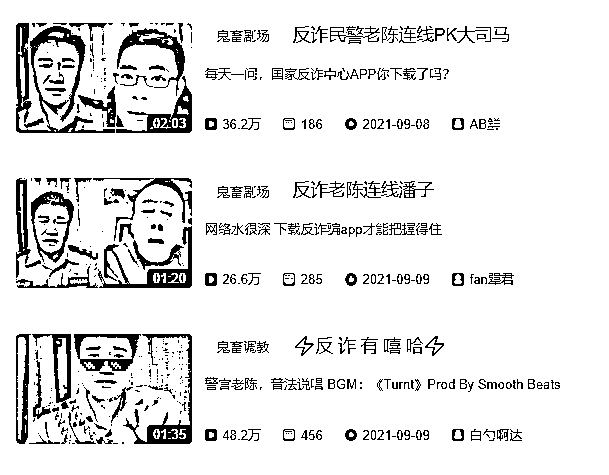 鬼畜剧场 反诈民警老陈连线PK大司马
每天一问，国家反诈中心APP你下载了吗？
02:03
36.2万 186 2021-09-08 AB鲜
鬼畜剧场 反诈老陈连线潘子
网络水很深 下载反诈骗app才能把握得住
01:20
26.6万 285 2021-09-09 fan犟君
鬼畜调教 ⚡反诈有嘻哈⚡
警官老陈，普法说唱 BGM：《Turnt》Prod By Smooth Beats
01:35
48.2万 456 2021-09-09 白勺啊达